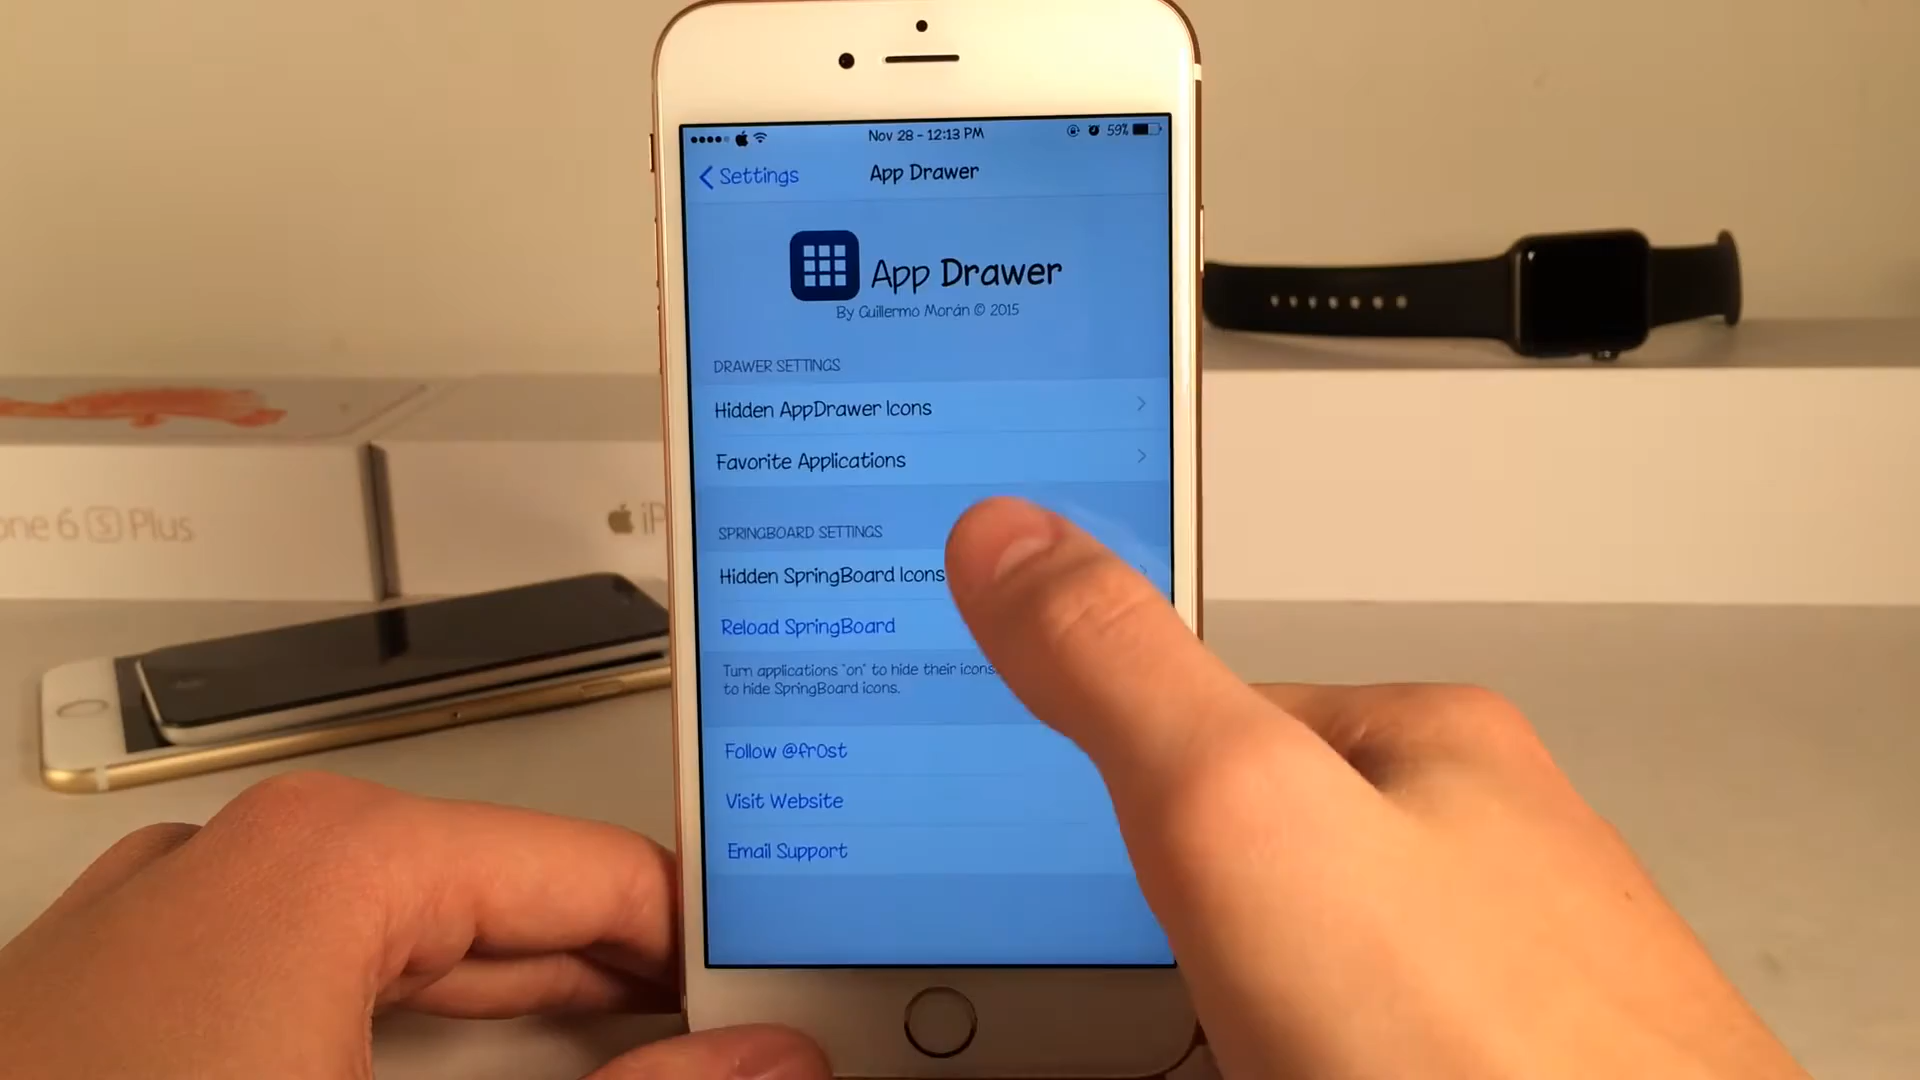 Nov 28 - 12:13 PM
59%
Settings
App Drawer
App Drawer
By Guillermo Morán © 2015
DRAWER SETTINGS
Hidden AppDrawer Icons
Favorite Applications
SPRINGBOARD SETTINGS
Hidden SpringBoard Icons
Reload SpringBoard
Turn applications "on" to hide their icons
to hide SpringBoard icons.
Follow @fr0st
Visit Website
Email Support
one 6 S Plus
iP